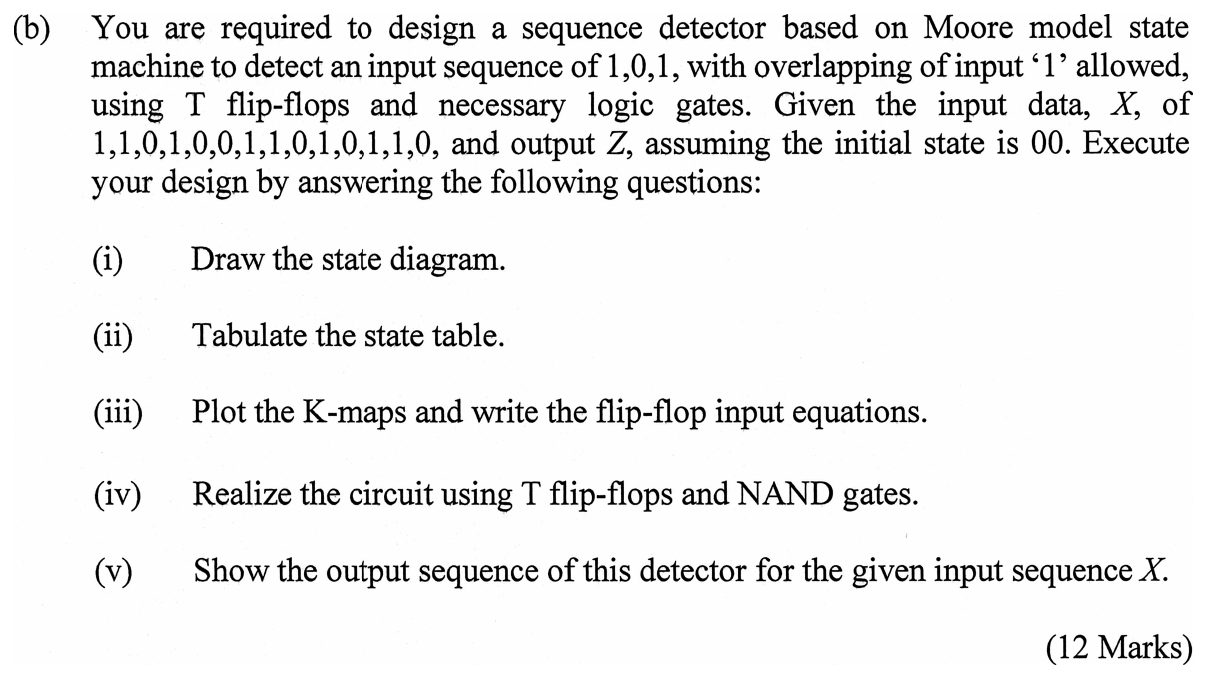 (b) You are required to design a sequence detector based on Moore model state
machine to detect an input sequence of 1,0,1, with overlapping of input ‘1’ allowed,
using T flip-flops and necessary logic gates. Given the input data, X, of
1,1,0,1,0,0,1,1,0,1,0,1,1,0, and output Z, assuming the initial state is 00. Execute
your design by answering the following questions:
(i) Draw the state diagram.
(ii) Tabulate the state table.
(iii) Plot the K-maps and write the flip-flop input equations.
(iv) Realize the circuit using T flip-flops and NAND gates.
(v) Show the output sequence of this detector for the given input sequence X.
(12 Marks)